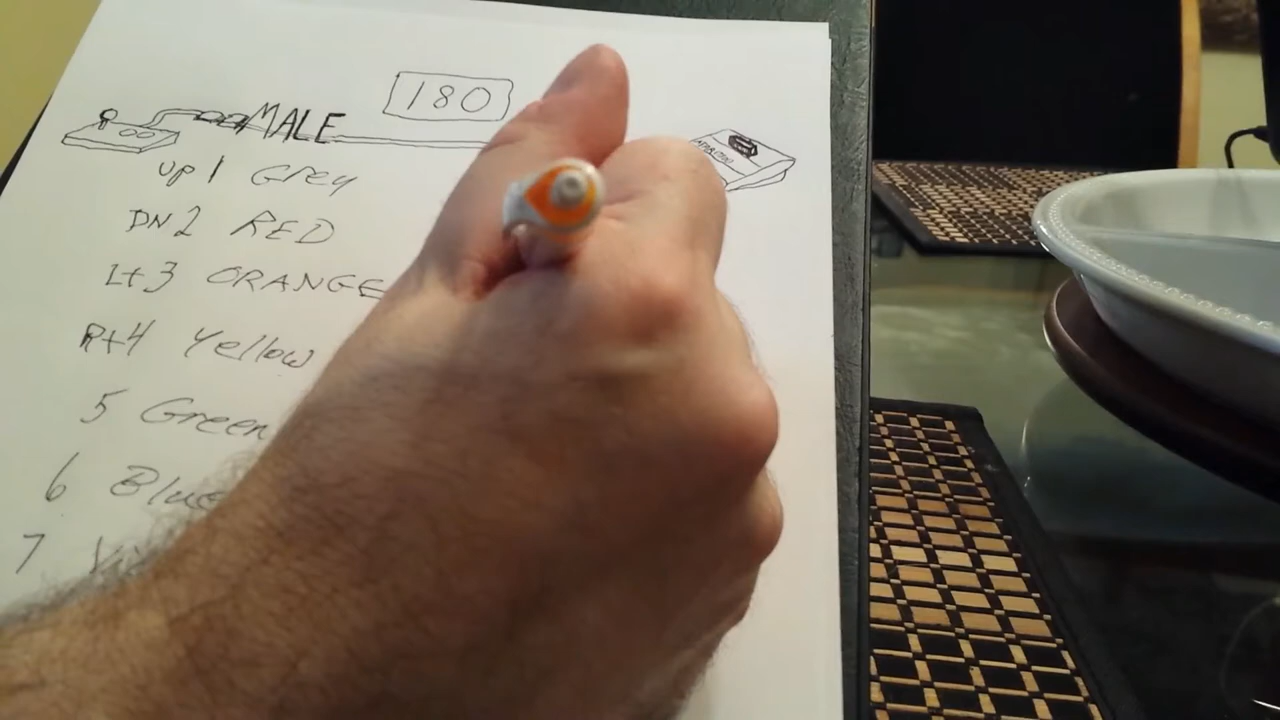 180
MALE
up 1 Grey
DN 2 RED
Lt 3 ORANGE
Rt 4 Yellow
5 Green
6 Blue
7